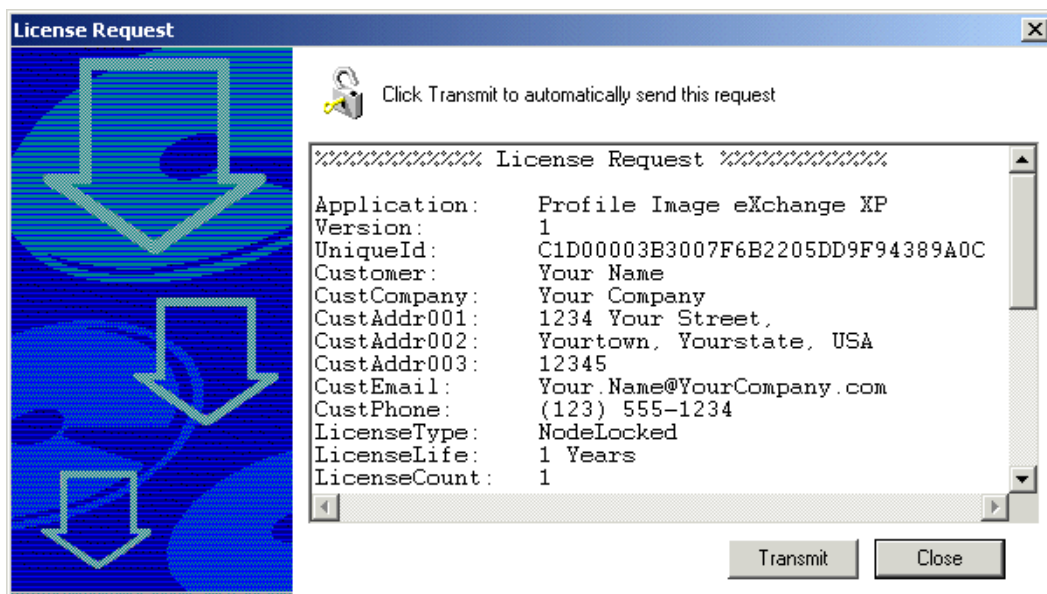 License Request
Click Transmit to automatically send this request
%%%%%%%%%%%% License Request %%%%%%%%%%%%
Application: Profile Image eXchange XP
Version: 1
UniqueId: C1D00003B3007F6B2205DD9F94389A0C
Customer: Your Name
CustCompany: Your Company
CustAddr001: 1234 Your Street,
CustAddr002: Yourtown, Yourstate, USA
CustAddr003: 12345
CustEmail: Your.Name@YourCompany.com
CustPhone: (123) 555-1234
LicenseType: NodeLocked
LicenseLife: 1 Years
LicenseCount: 1
Transmit Close